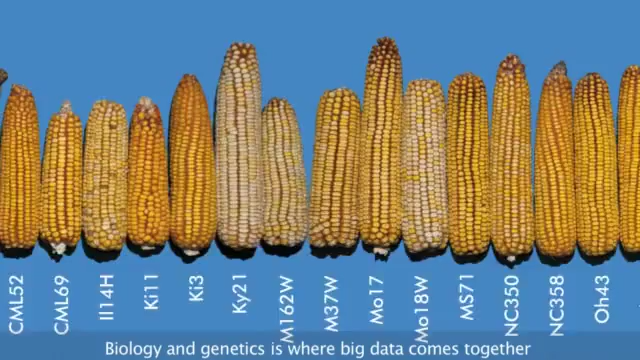 CML52
CML69
Il14H
Ki11
Ki3
Ky21
M162W
M37W
Mo17
Mo18W
MS71
NC350
NC358
Oh43
Biology and genetics is where big data comes together